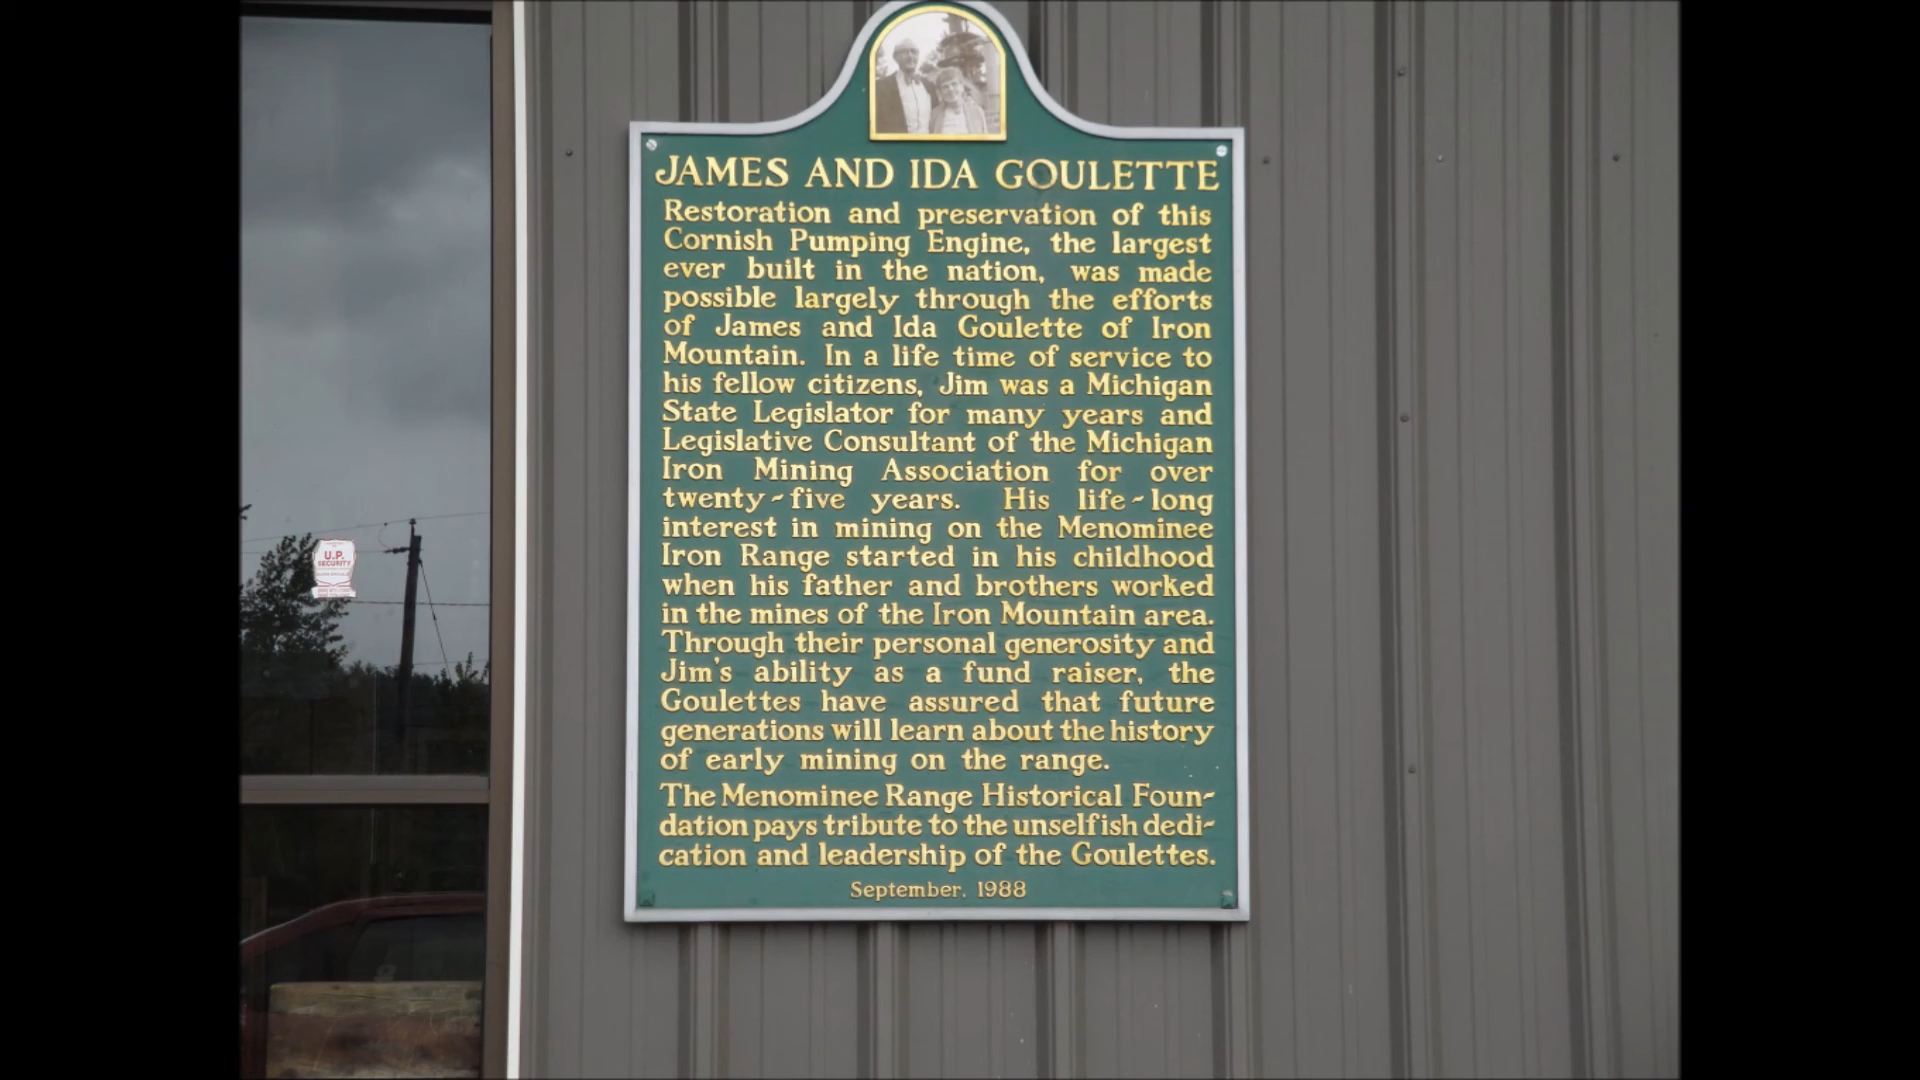 JAMES AND IDA GOULETTE
Restoration and preservation of this
Cornish Pumping Engine, the largest
ever built in the nation, was made
possible largely through the efforts
of James and Ida Goulette of Iron
Mountain. In a life time of service to
his fellow citizens, Jim was a Michigan
State Legislator for many years and
Legislative Consultant of the Michigan
Iron Mining Association for over
twenty-five years. His life-long
interest in mining on the Menominee
Iron Range started in his childhood
when his father and brothers worked
in the mines of the Iron Mountain area.
Through their personal generosity and
Jim's ability as a fund raiser, the
Goulettes have assured that future
generations will learn about the history
of early mining on the range.
The Menominee Range Historical Foun-
dation pays tribute to the unselfish dedi-
cation and leadership of the Goulettes.
September, 1988
U.P.
SECURITY